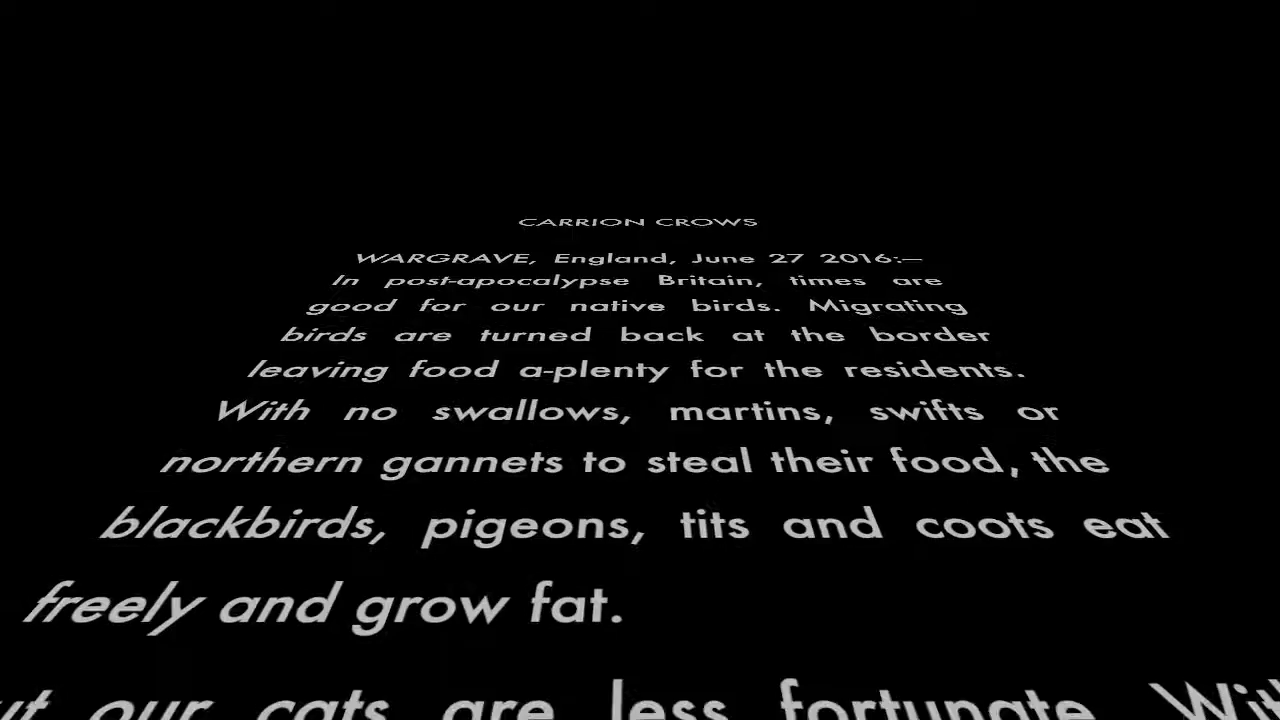 CARRION CROWS
WARGRAVE, England, June 27 2016:—
In post-apocalypse Britain, times are
good for our native birds. Migrating
birds are turned back at the border
leaving food a-plenty for the residents.
With no swallows, martins, swifts or
northern gannets to steal their food, the
blackbirds, pigeons, tits and coots eat
freely and grow fat.
our cats are less fortunate.